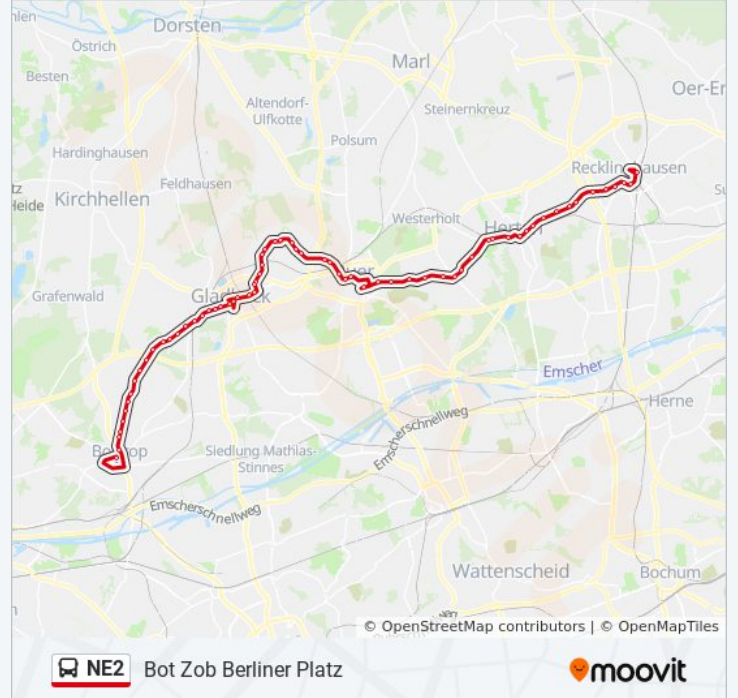 Dorsten
Östrich
Marl
Besten
Oer-Er
Altendorf-
Ulfkotte
Steinernkreuz
Polsum
Hardinghausen
Feldhausen
Kirchhellen
Heide
Westerholt
Grafenwald
Emscher
Herne
Siedlung Mathias-
Stinnes
Emscherschnellweg
Emscherschnellweg
Wattenscheid
Bochum
© OpenStreetMap contributors | © OpenMapTiles
NE2 Bot Zob Berliner Platz
moovit